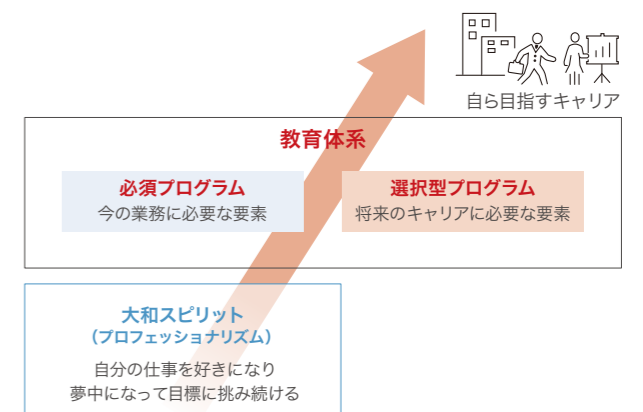 自ら目指すキャリア
教育体系
必須プログラム
今の業務に必要な要素
選択型プログラム
将来のキャリアに必要な要素
大和スピリット
（プロフェッショナリズム）
自分の仕事を好きになり
夢中になって目標に挑み続ける